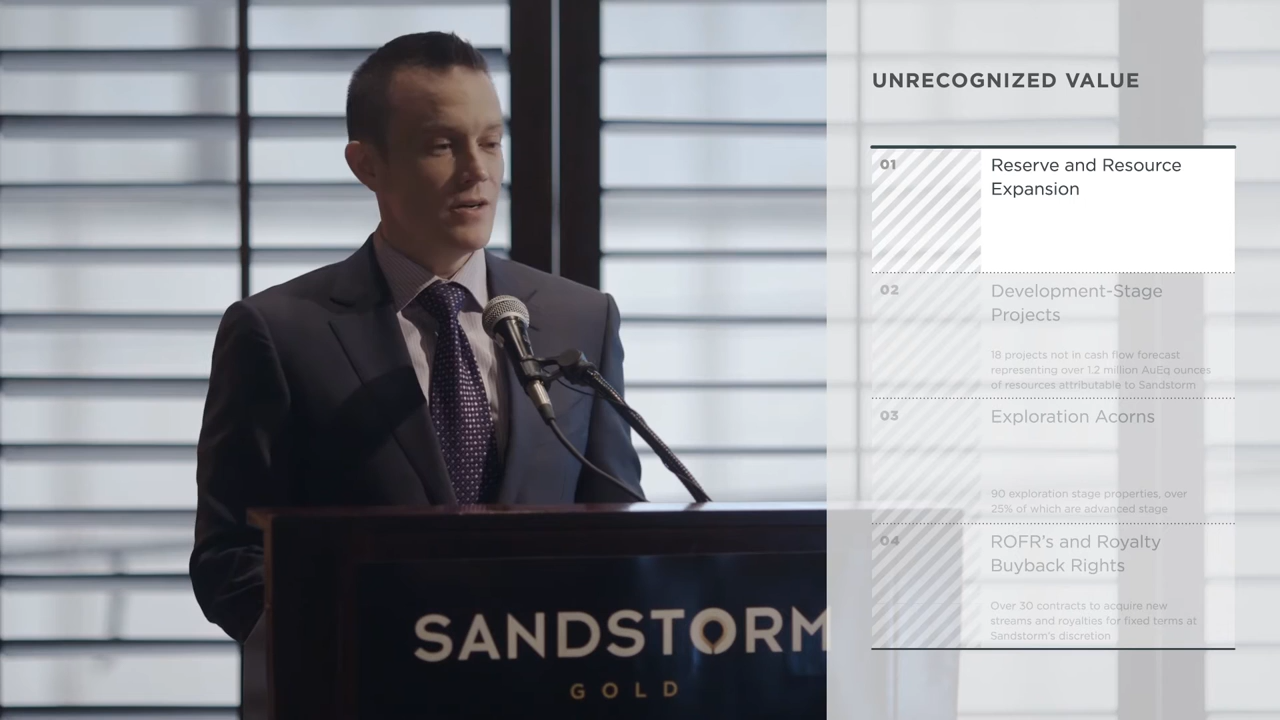 UNRECOGNIZED VALUE
01
Reserve and Resource
Expansion
02
Development-Stage
Projects
18 projects not in cash flow forecast
representing over 1.2 million AuEq ounces
of resources attributable to Sandstorm
03
Exploration Acorns
90 exploration stage properties, over
25% of which are advanced stage
04
ROFR's and Royalty
Buyback Rights
Over 30 contracts to acquire new
streams and royalties for fixed terms at
Sandstorm's discretion
SANDSTORM
GOLD